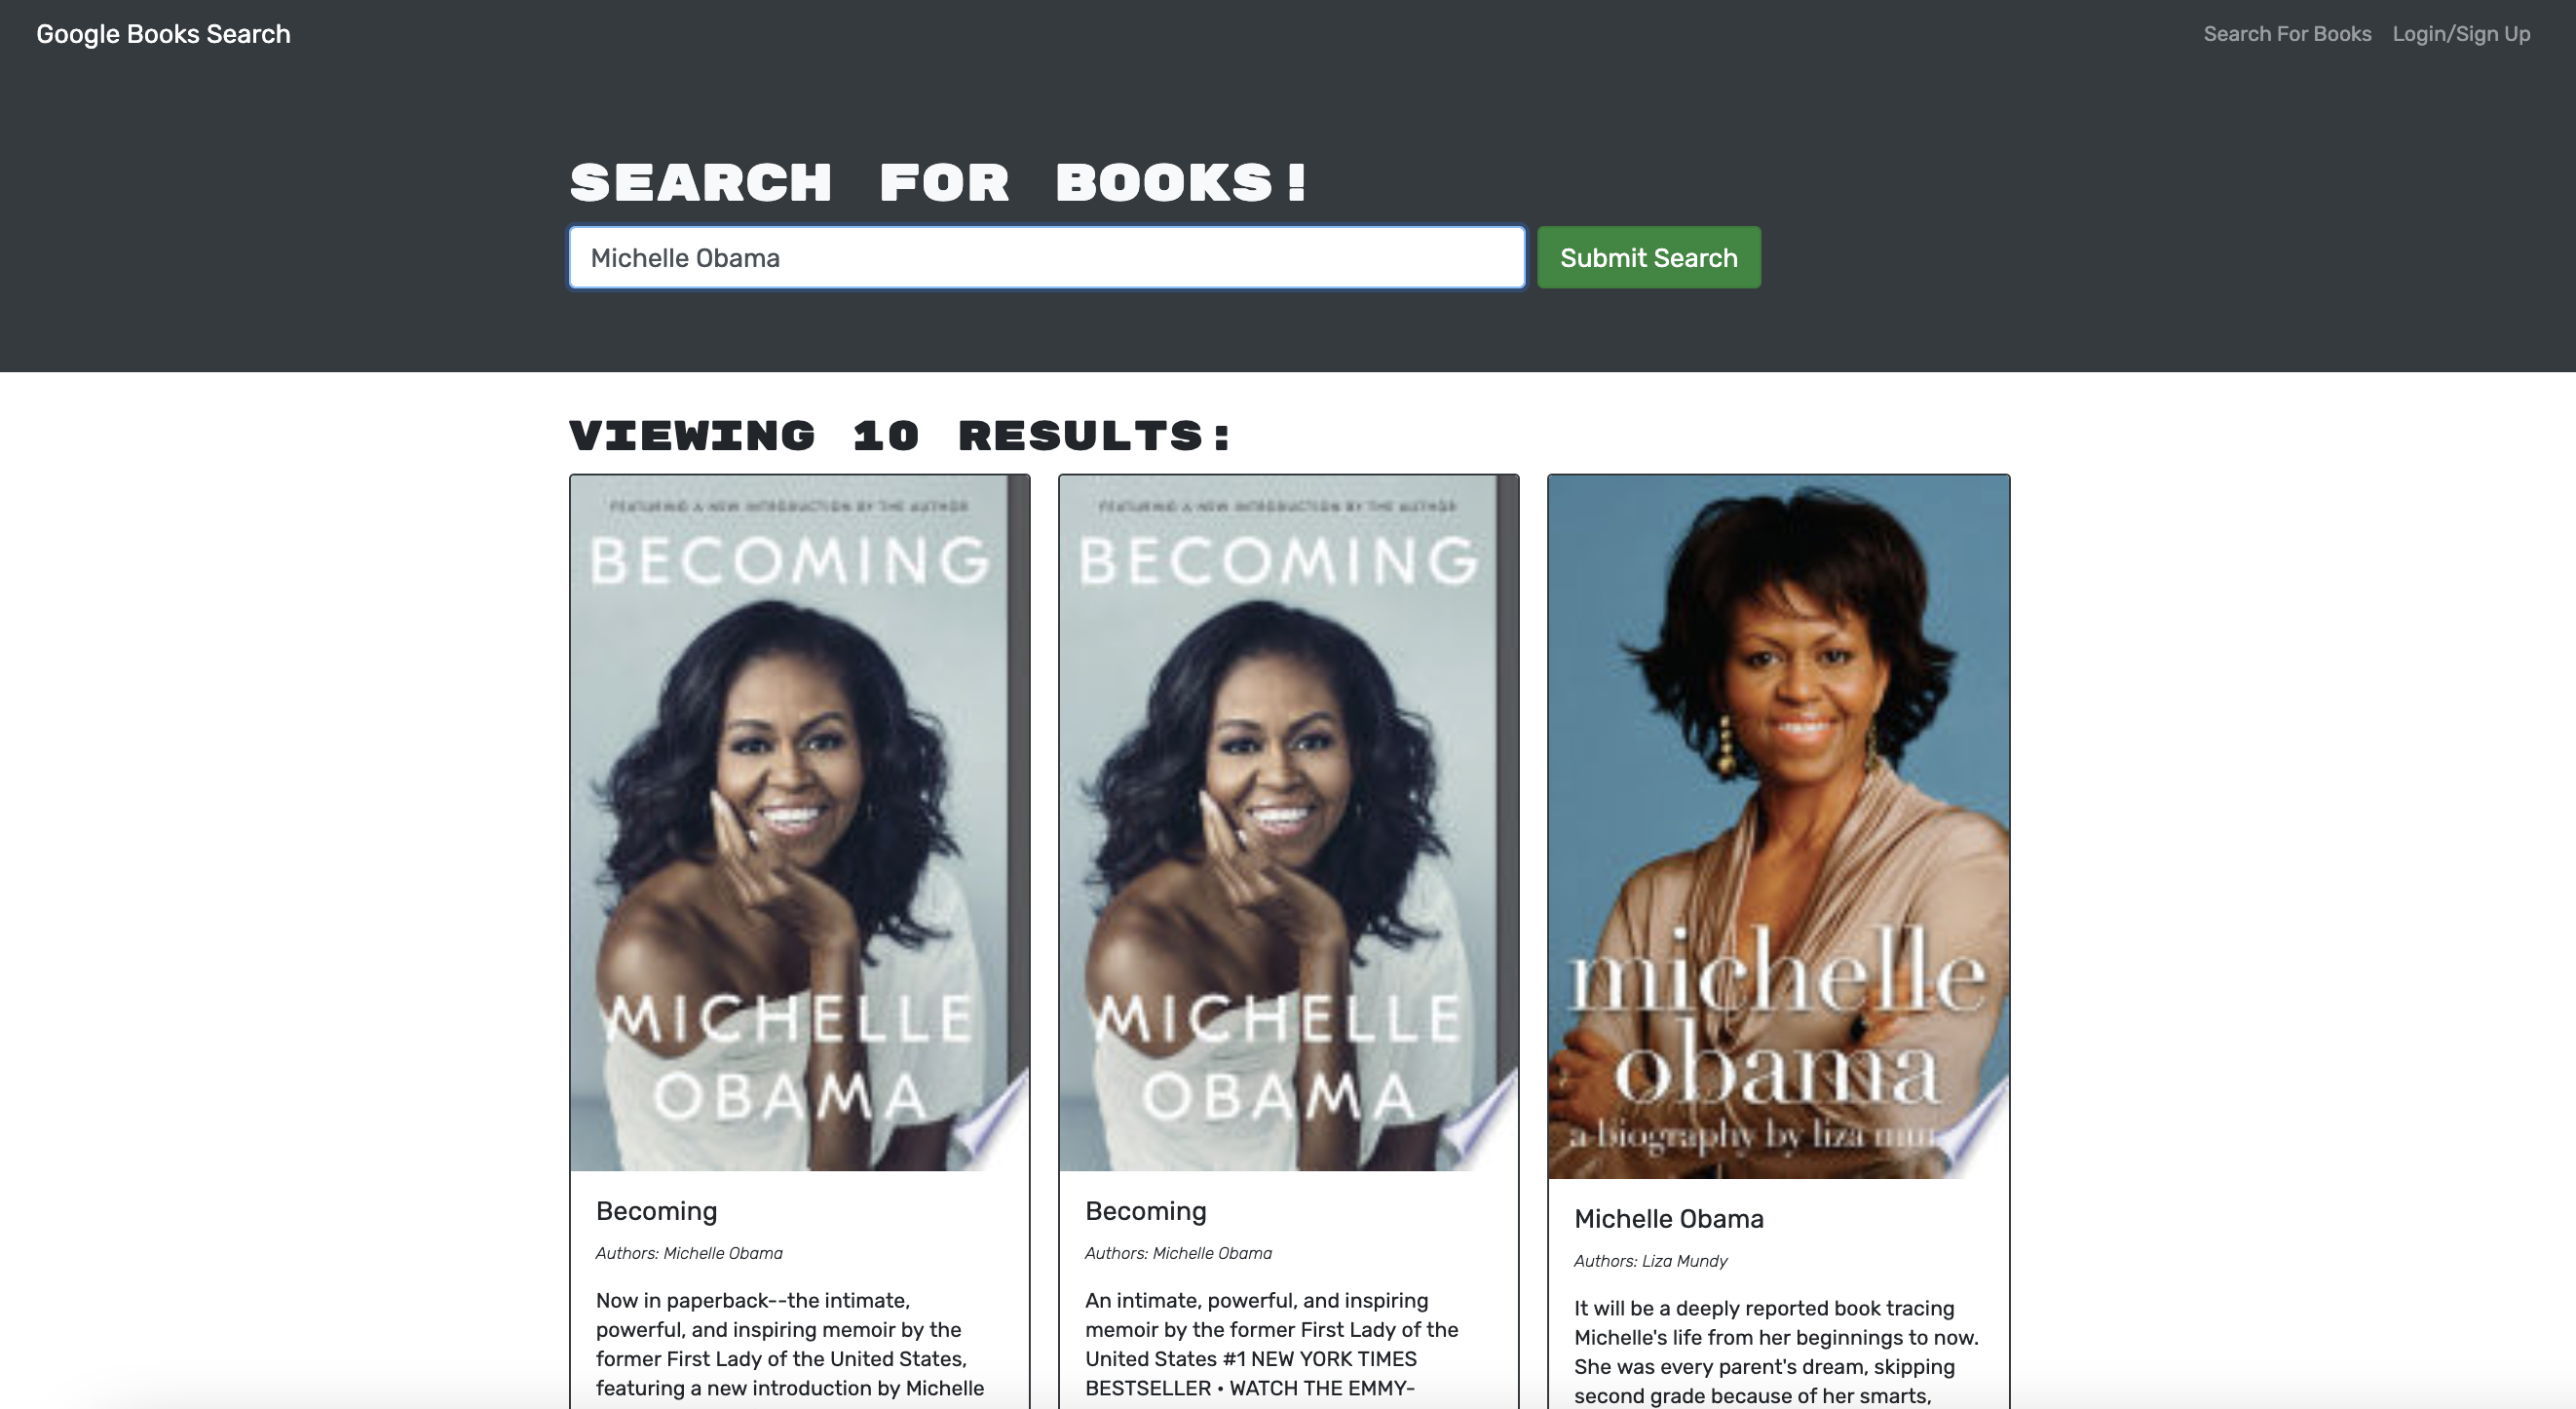 Google Books Search
Search For Books
Login/Sign Up
SEARCH FOR BOOKS!
Michelle Obama
Submit Search
VIEWING 10 RESULTS:
FEATURING A NEW INTRODUCTION BY THE AUTHOR
BECOMING
MICHELLE
OBAMA
Becoming
Authors: Michelle Obama
Now in paperback--the intimate,
powerful, and inspiring memoir by the
former First Lady of the United States,
featuring a new introduction by Michelle
FEATURING A NEW INTRODUCTION BY THE AUTHOR
BECOMING
MICHELLE
OBAMA
Becoming
Authors: Michelle Obama
An intimate, powerful, and inspiring
memoir by the former First Lady of the
United States #1 NEW YORK TIMES
BESTSELLER • WATCH THE EMMY-
michelle
obama
a biography by liza
Michelle Obama
Authors: Liza Mundy
It will be a deeply reported book tracing
Michelle's life from her beginnings to now.
She was every parent's dream, skipping
second grade because of her smarts,